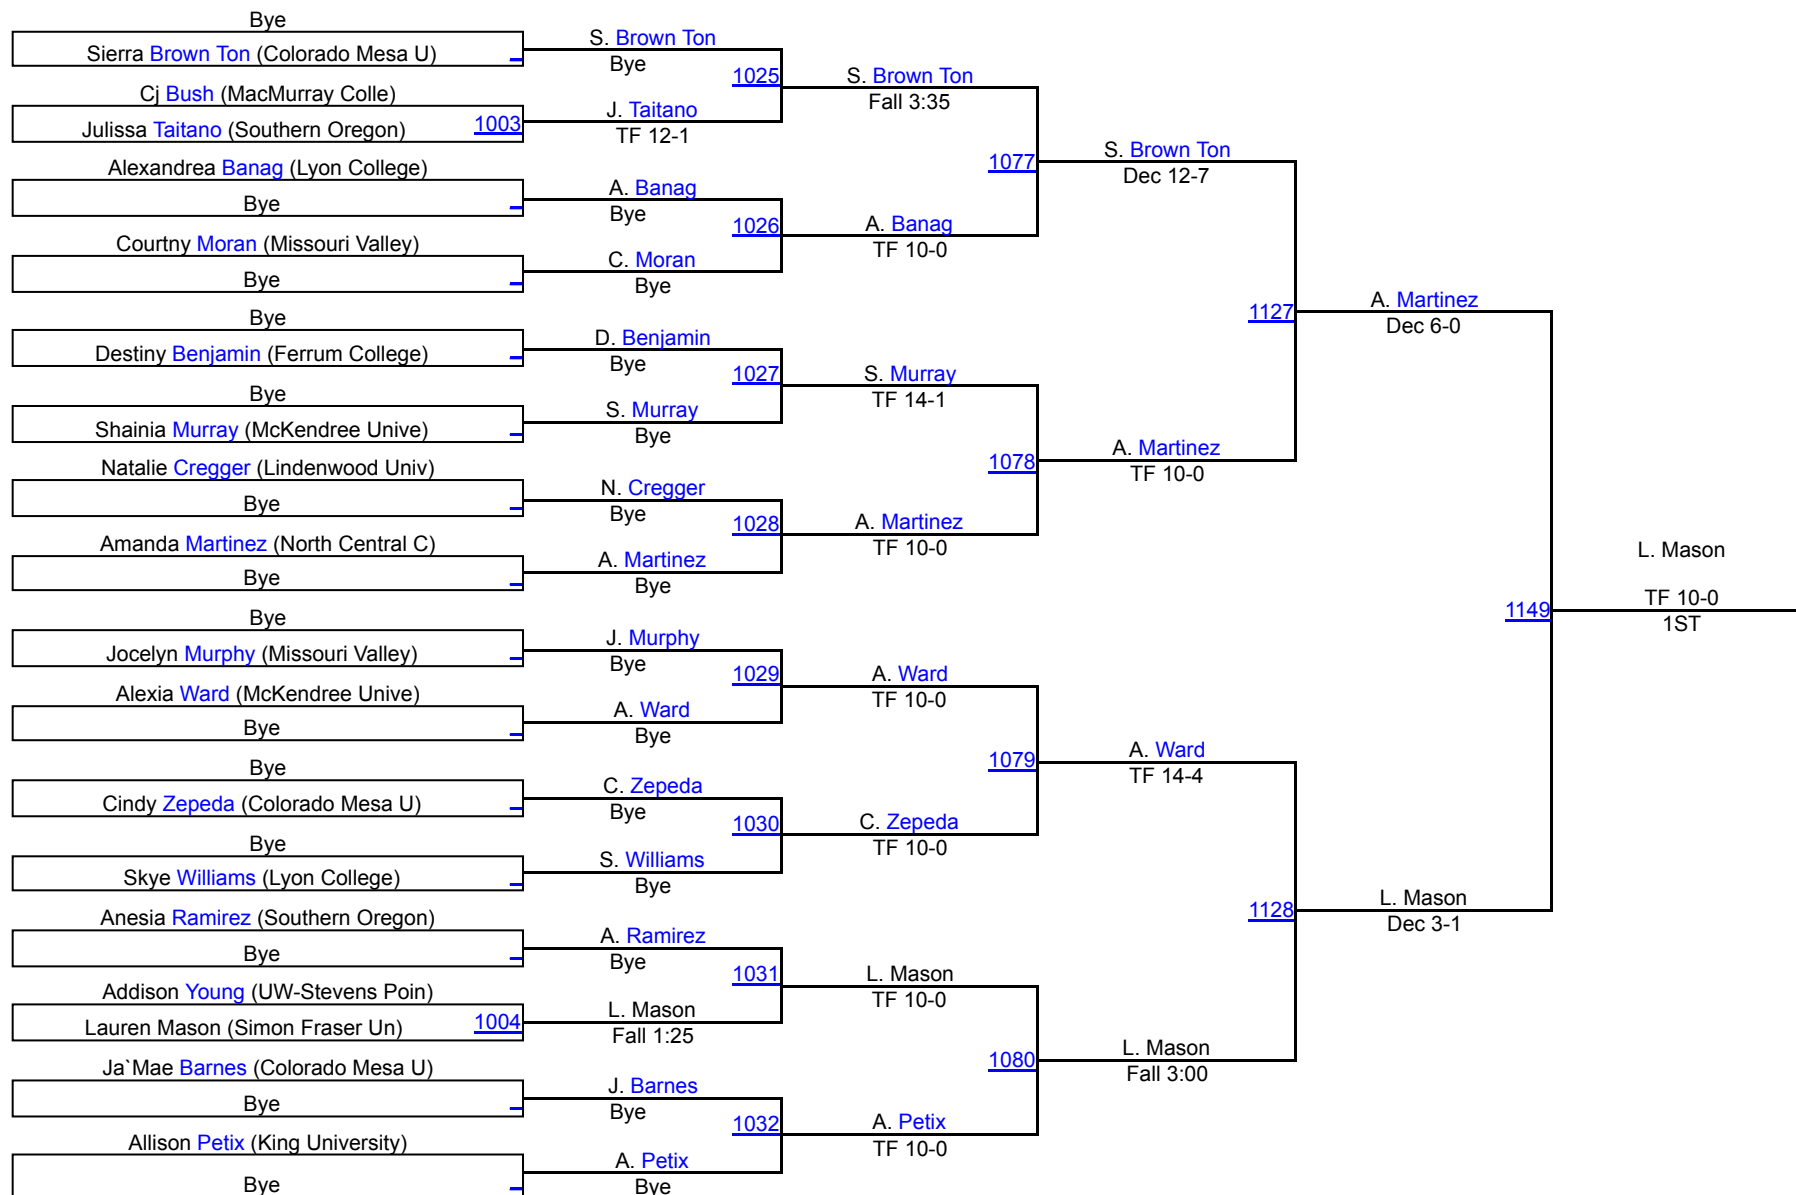 Bye
Sierra Brown Ton (Colorado Mesa U)
Cj Bush (MacMurray Colle)
Julissa Taitano (Southern Oregon)
1003
Alexandrea Banag (Lyon College)
Bye
Courtny Moran (Missouri Valley)
Bye
Bye
Destiny Benjamin (Ferrum College)
Bye
Shainia Murray (McKendree Unive)
Natalie Cregger (Lindenwood Univ)
Bye
Amanda Martinez (North Central C)
Bye
Bye
Jocelyn Murphy (Missouri Valley)
Alexia Ward (McKendree Unive)
Bye
Bye
Cindy Zepeda (Colorado Mesa U)
Bye
Skye Williams (Lyon College)
Anesia Ramirez (Southern Oregon)
Bye
Addison Young (UW-Stevens Poin)
Lauren Mason (Simon Fraser Un)
1004
Ja`Mae Barnes (Colorado Mesa U)
Bye
Allison Petix (King University)
Bye
S. Brown Ton
Bye
1025
J. Taitano
TF 12-1
A. Banag
Bye
1026
C. Moran
Bye
D. Benjamin
Bye
1027
S. Murray
Bye
N. Cregger
Bye
1028
A. Martinez
Bye
J. Murphy
Bye
1029
A. Ward
Bye
C. Zepeda
Bye
1030
S. Williams
Bye
A. Ramirez
Bye
1031
L. Mason
Fall 1:25
J. Barnes
Bye
1032
A. Petix
Bye
S. Brown Ton
Fall 3:35
1077
A. Banag
TF 10-0
S. Murray
TF 14-1
1078
A. Martinez
TF 10-0
A. Ward
TF 10-0
1079
C. Zepeda
TF 10-0
L. Mason
TF 10-0
1080
A. Petix
TF 10-0
S. Brown Ton
Dec 12-7
1127
A. Martinez
TF 10-0
A. Ward
TF 14-4
1128
L. Mason
Fall 3:00
A. Martinez
Dec 6-0
1149
L. Mason
Dec 3-1
L. Mason
TF 10-0
1ST